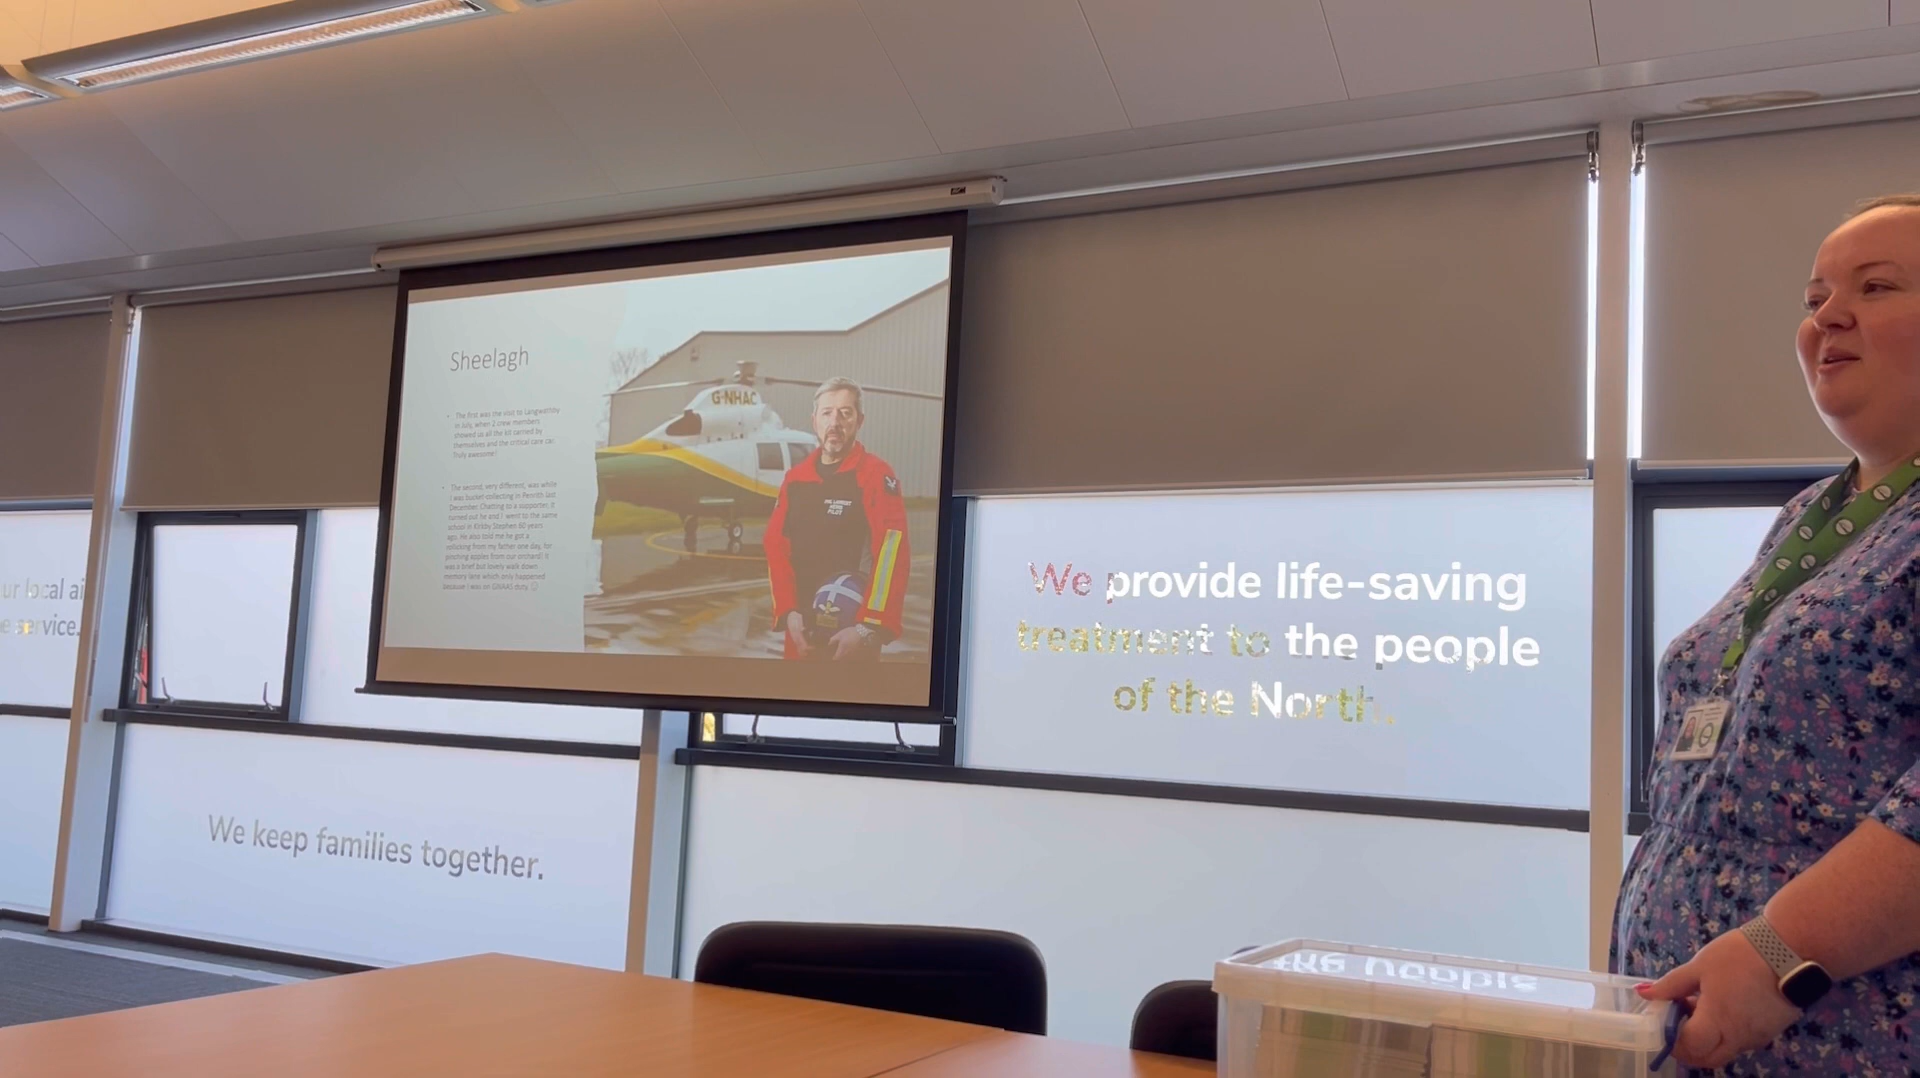 Sheelagh
• The first was the visit to Langwathby
in July, when 2 crew members
showed us all the kit carried by
themselves and the critical care car.
Truly awesome!
• The second, very different, was while
I was bucket-collecting in Penrith last
December. Chatting to a supporter, it
turned out he and I went to the same
school in Kirkby Stephen 60 years
ago. He also told me he got a
rollicking from my father one day, for
pinching apples from our orchard! It
was a brief but lovely walk down
memory lane which only happened
because I was on GNAAS duty. ☺
G-NHAC
HEMS
PILOT
ur local ai
e service.
We keep families together.
We provide life-saving
treatment to the people
of the North.